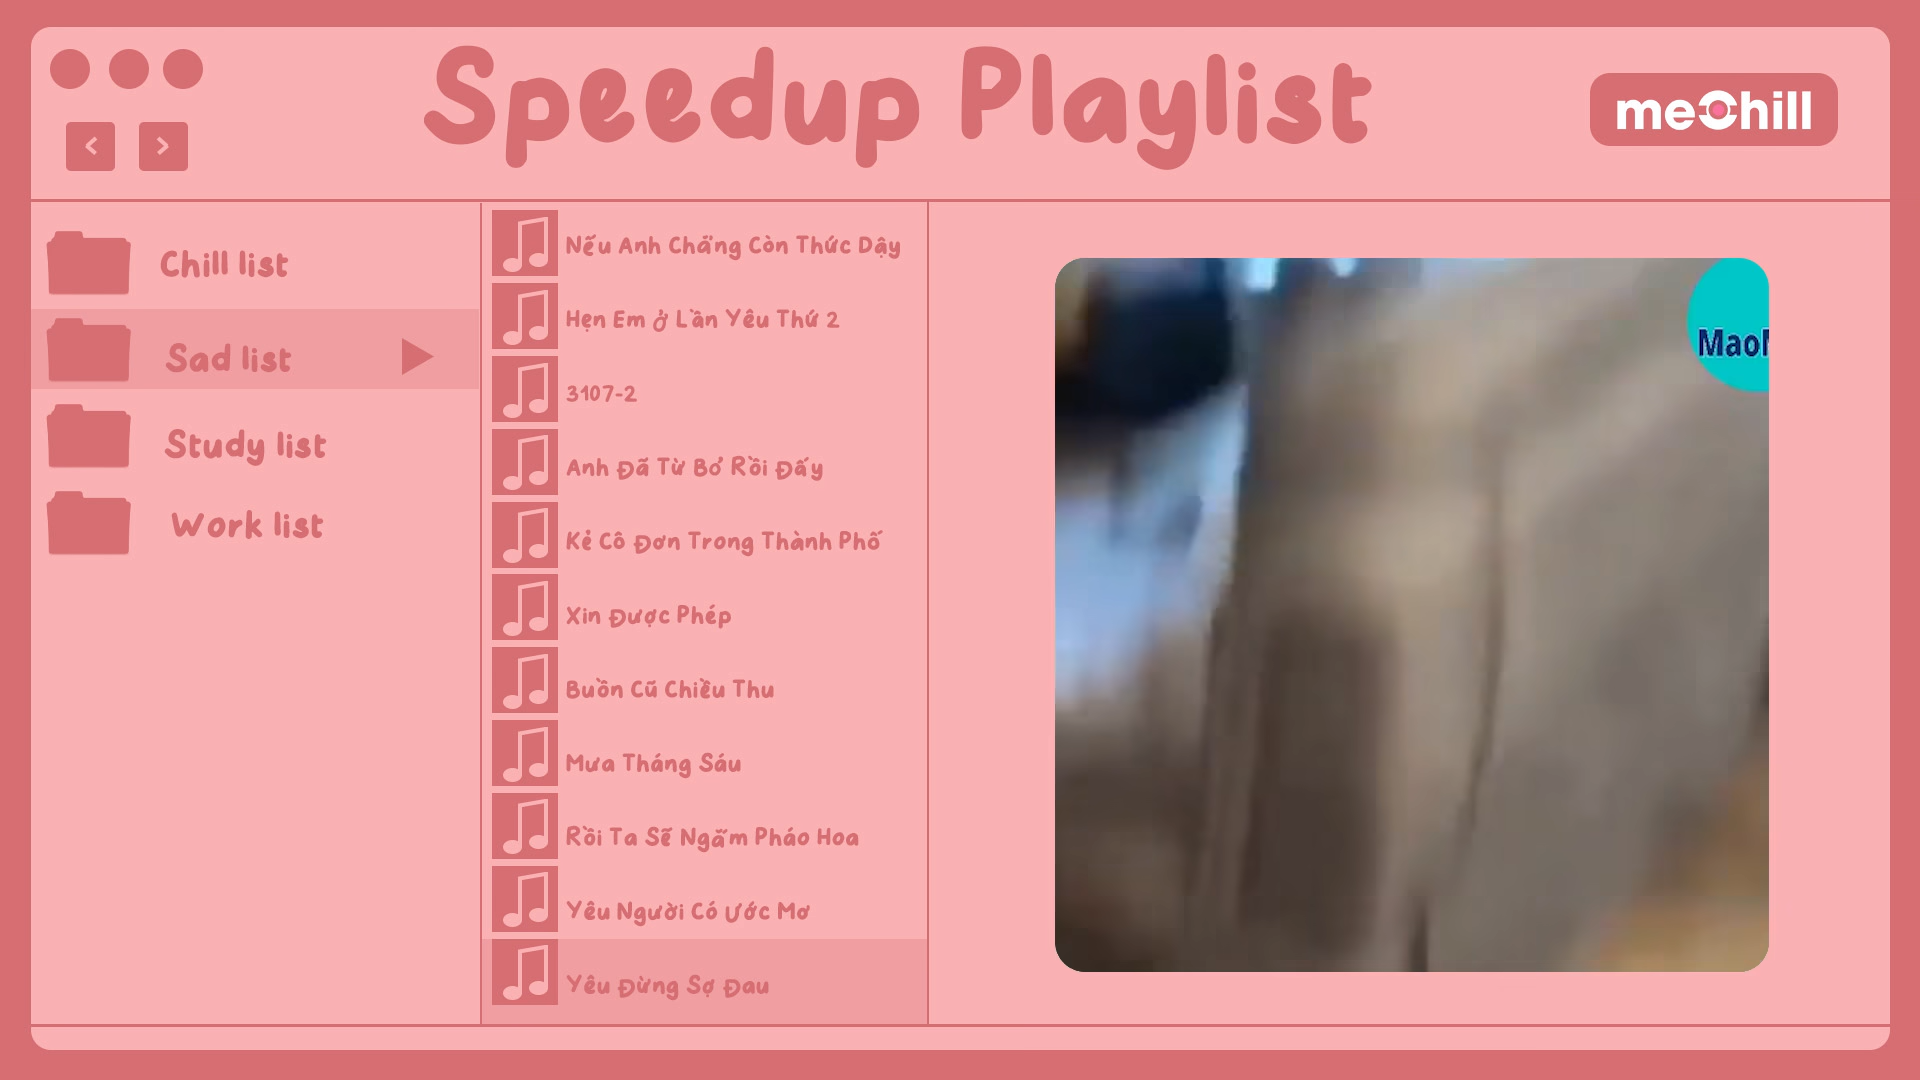 Speedup Playlist
mechill
Chill list
Sad list
Study list
Work list
Nếu Anh Chẳng Còn Thức Dậy
Hẹn Em ở Lần Yêu Thứ 2
3107-2
Anh Đã Từ Bỏ Rồi Đấy
Kẻ Cô Đơn Trong Thành Phố
Xin Được Phép
Buồn Cũ Chiều Thu
Mưa Tháng Sáu
Rồi Ta Sẽ Ngắm Pháo Hoa
Yêu Người Có Ước Mơ
Yêu Đừng Sợ Đau